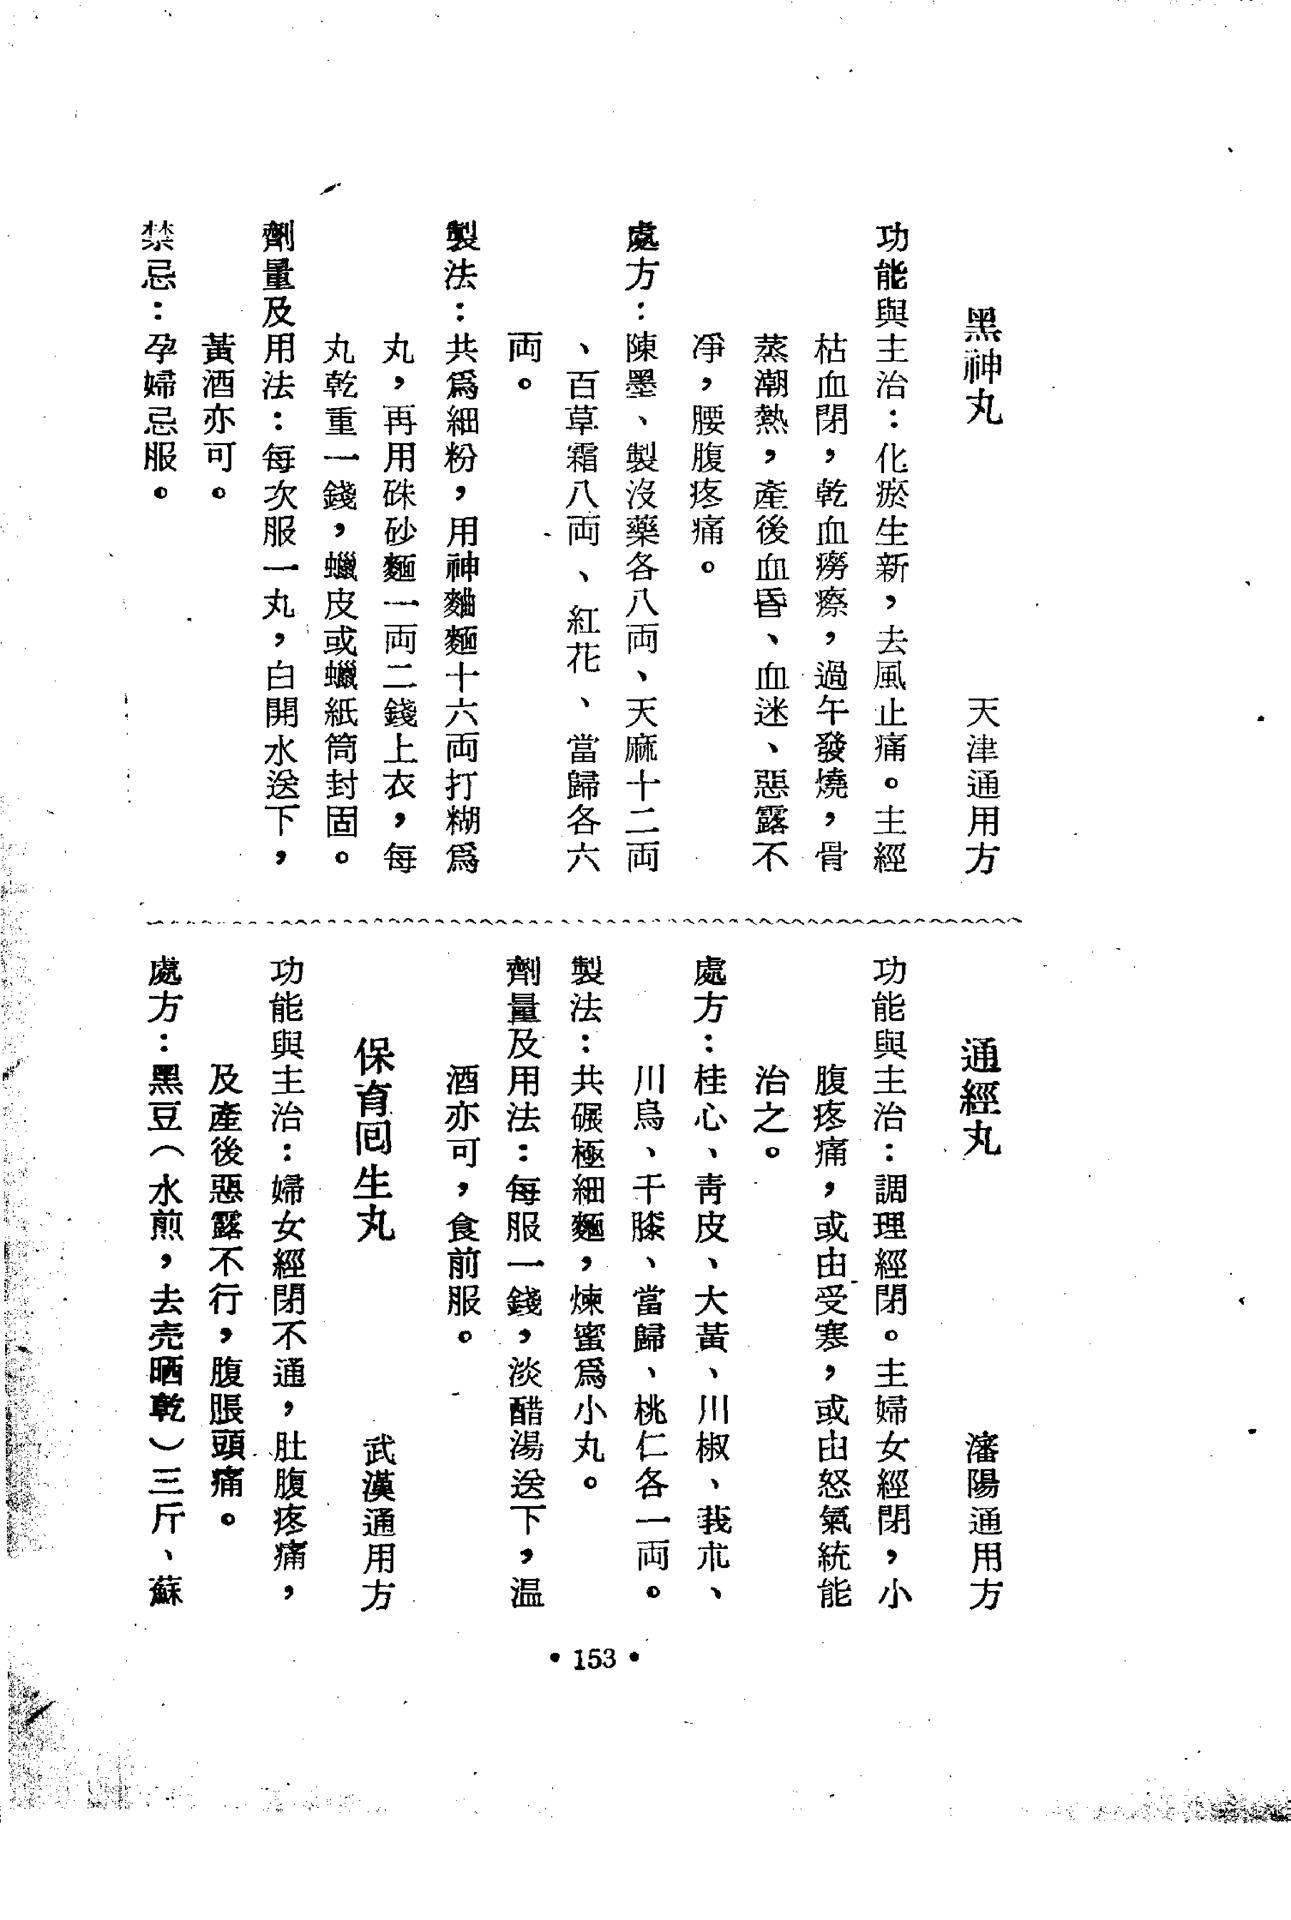 黑神丸　天津通用方
功能與主治：化瘀生新，去風止痛。主經
枯血閉，乾血癆瘵，過午發燒，骨
蒸潮熱，產後血昏、血迷、惡露不
凈，腰腹疼痛。
處方：陳墨、製沒藥各八両、天麻十二両
、百草霜八両、紅花、當歸各六
両。
製法：共爲細粉，用神麯麵十六両打糊爲
丸，再用硃砂麵一両二錢上衣，每
丸乾重一錢，蠟皮或蠟紙筒封固。
劑量及用法：每次服一丸，白開水送下，
黃酒亦可。
禁忌：孕婦忌服。
通經丸　瀋陽通用方
功能與主治：調理經閉。主婦女經閉，小
腹疼痛，或由受寒，或由怒氣統能
治之。
處方：桂心、靑皮、大黃、川椒、莪朮、
川烏、干膝、當歸、桃仁各一両。
製法：共碾極細麵，煉蜜爲小丸。
劑量及用法：每服一錢，淡醋湯送下，溫
酒亦可，食前服。
保育回生丸　武漢通用方
功能與主治：婦女經閉不通，肚腹疼痛，
及產後惡露不行，腹脹頭痛。
處方：黑豆（水煎，去壳晒乾）三斤、蘇
• 153 •